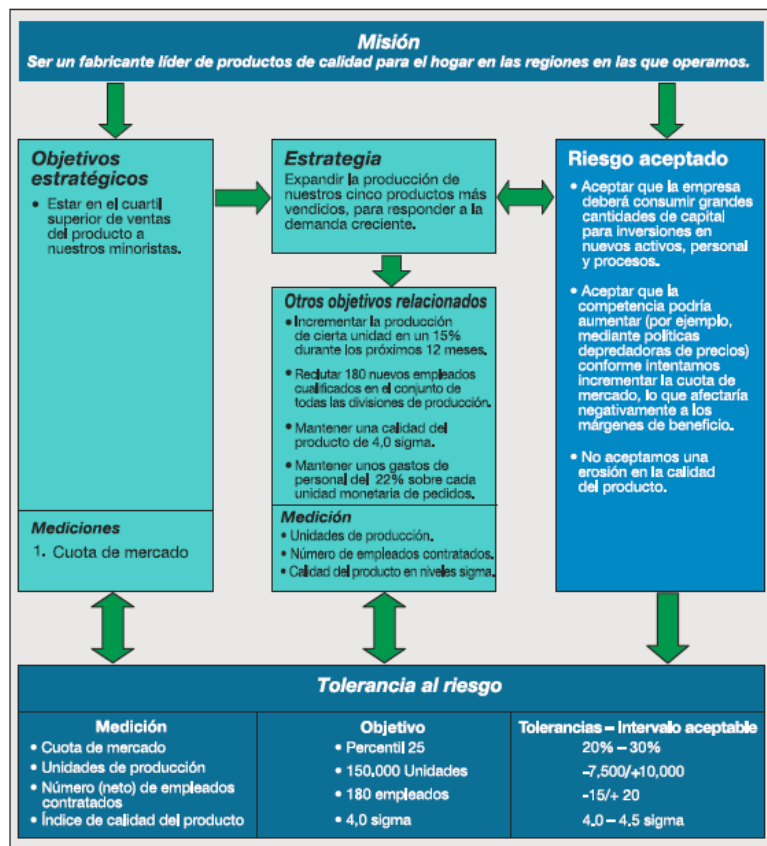 Misión
Ser un fabricante líder de productos de calidad para el hogar en las regiones en las que operamos.
Objetivos
estratégicos
• Estar en el cuartil
superior de ventas
del producto a
nuestros minoristas.
Mediciones
1. Cuota de mercado
Estrategia
Expandir la producción de
nuestros cinco productos más
vendidos, para responder a la
demanda creciente.
Otros objetivos relacionados
• Incrementar la producción
de cierta unidad en un 15%
durante los próximos 12 meses.
• Reclutar 180 nuevos empleados
cualificados en el conjunto de
todas las divisiones de producción.
• Mantener una calidad del
producto de 4,0 sigma.
• Mantener unos gastos de
personal del 22% sobre cada
unidad monetaria de pedidos.
Medición
• Unidades de producción.
• Número de empleados contratados.
• Calidad del producto en niveles sigma.
Riesgo aceptado
• Aceptar que la empresa
deberá consumir grandes
cantidades de capital
para inversiones en
nuevos activos, personal
y procesos.
• Aceptar que la
competencia podría
aumentar (por ejemplo,
mediante políticas
depredadoras de precios)
conforme intentamos
incrementar la cuota de
mercado, lo que afectaría
negativamente a los
márgenes de beneficio.
• No aceptamos una
erosión en la calidad
del producto.
Tolerancia al riesgo
Medición
• Cuota de mercado
• Unidades de producción
• Número (neto) de empleados
contratados
• Índice de calidad del producto
Objetivo
• Percentil 25
• 150.000 Unidades
• 180 empleados
• 4,0 sigma
Tolerancias – Intervalo aceptable
20% – 30%
–7,500/+10,000
-15/+ 20
4.0 – 4.5 sigma